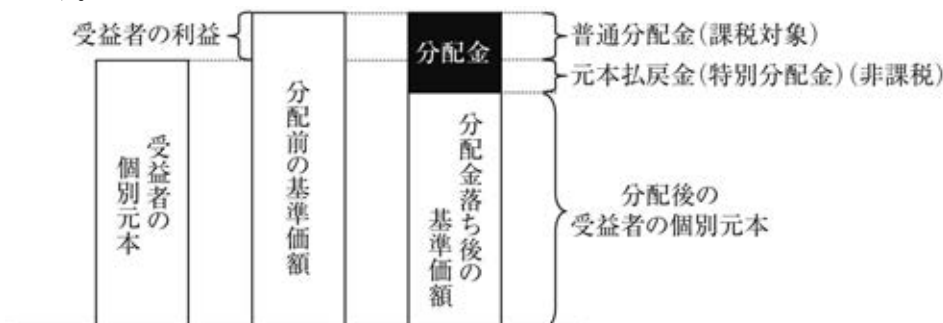 受益者の利益
分配金
普通分配金(課税対象)
元本払戻金(特別分配金)(非課税)
受益者の
個別元本
分配前の基準価額
分配金落ち後の
基準価額
分配後の
受益者の個別元本